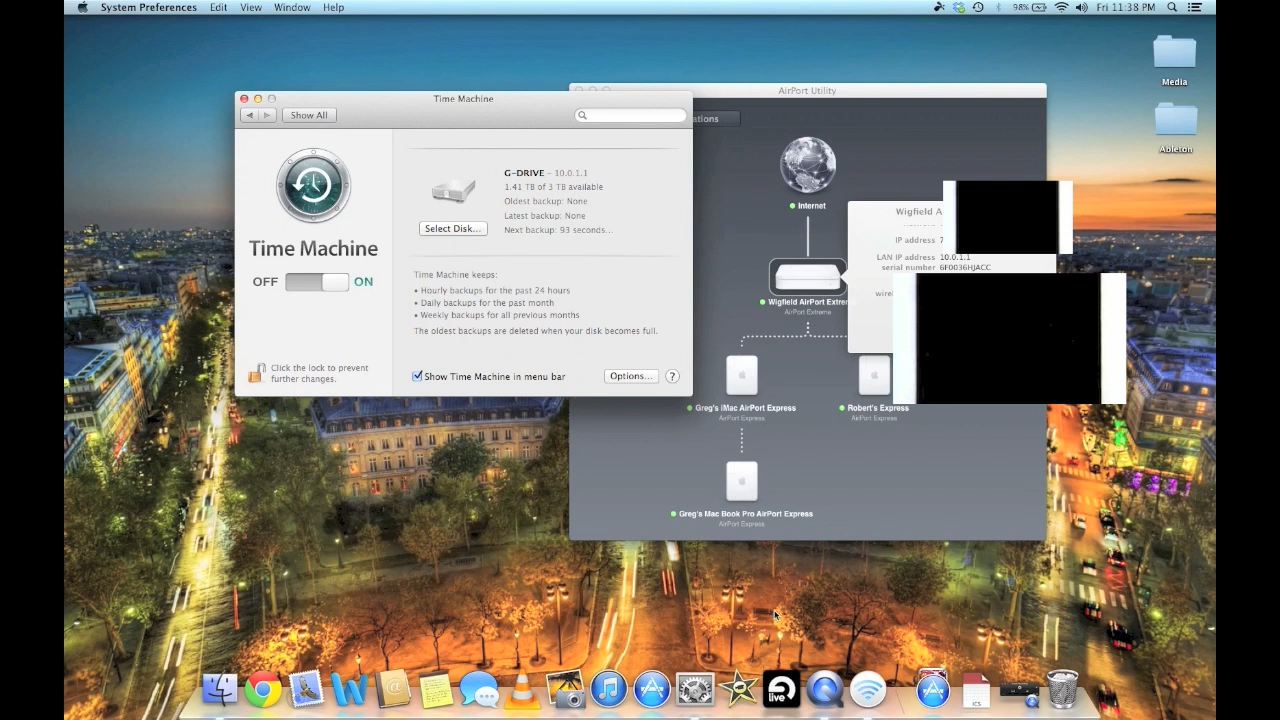 System Preferences Edit View Window Help
98% Fri 11:38 PM
Media
Ableton
Time Machine
Show All
Time Machine
OFF ON
Click the lock to prevent
further changes.
G-DRIVE – 10.0.1.1
1.41 TB of 3 TB available
Oldest backup: None
Latest backup: None
Next backup: 93 seconds...
Select Disk...
Time Machine keeps:
• Hourly backups for the past 24 hours
• Daily backups for the past month
• Weekly backups for all previous months
The oldest backups are deleted when your disk becomes full.
Show Time Machine in menu bar
Options... ?
AirPort Utility
ations
Internet
Wigfield AirPort Extrem
AirPort Extreme
Wigfield A
IP address 7
LAN IP address 10.0.1.1
serial number 6F0036HJACC
wirel
Greg's iMac AirPort Express
AirPort Express
Robert's Express
AirPort Express
Greg's Mac Book Pro AirPort Express
AirPort Express
live
ICS